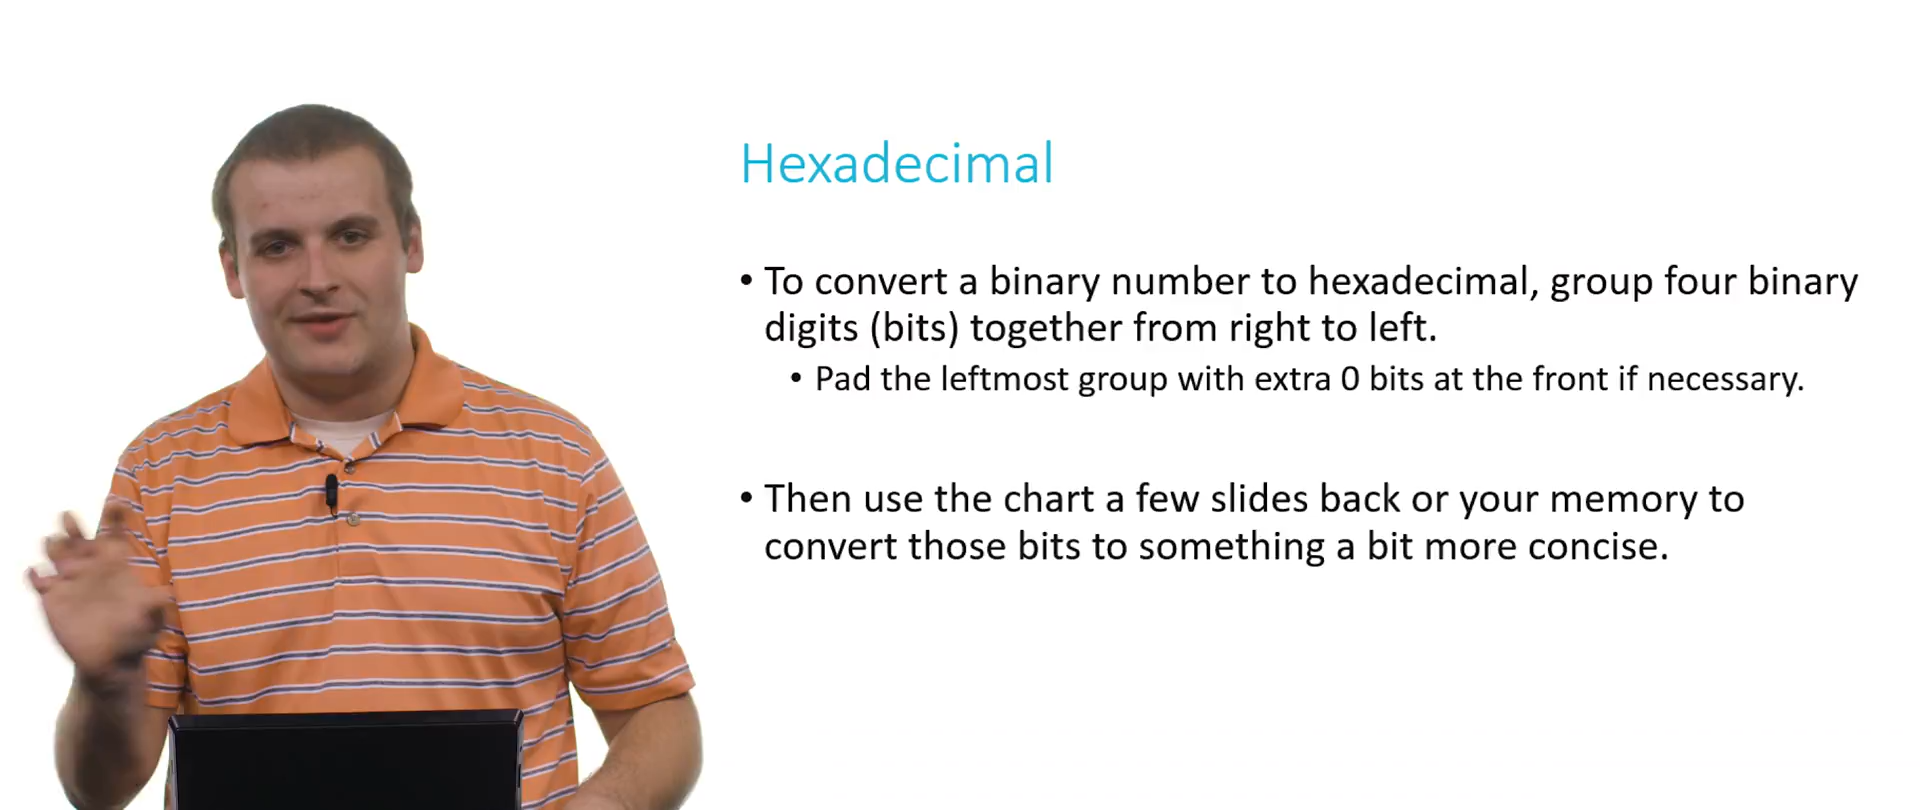 Hexadecimal
• To convert a binary number to hexadecimal, group four binary
digits (bits) together from right to left.
• Pad the leftmost group with extra 0 bits at the front if necessary.
• Then use the chart a few slides back or your memory to
convert those bits to something a bit more concise.